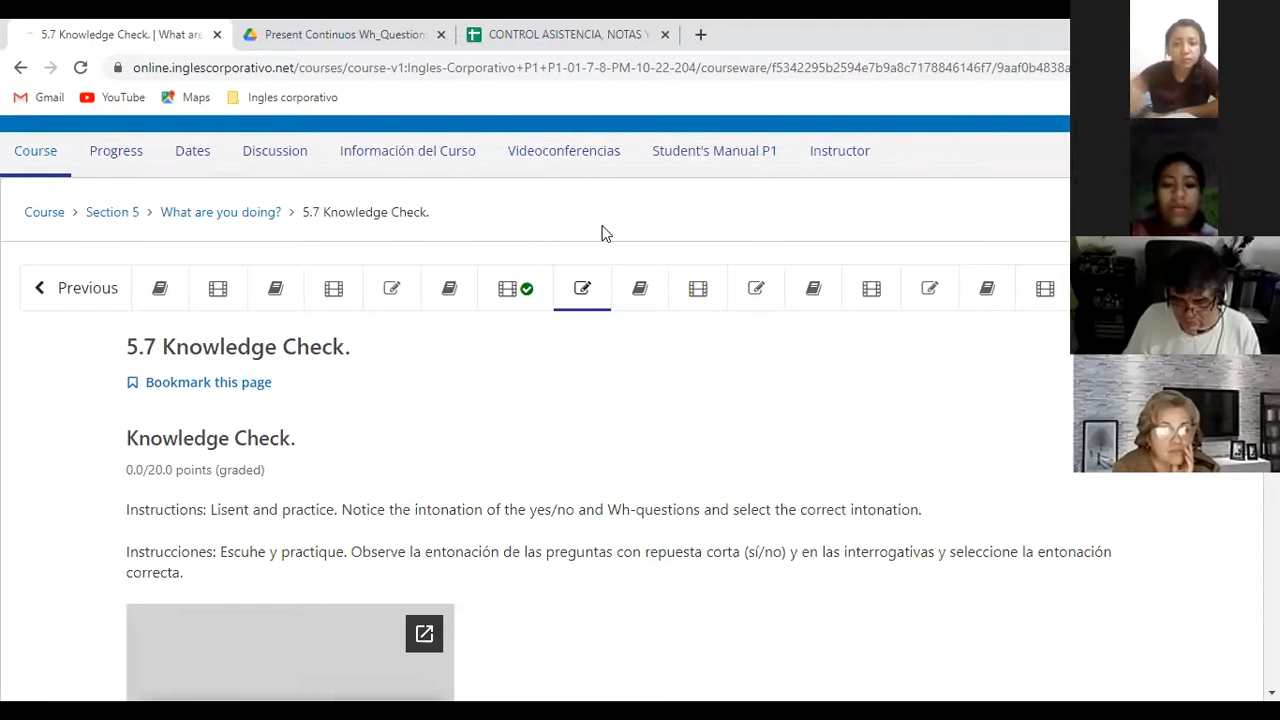 5.7 Knowledge Check. | What are
Present Continuos Wh_Question
CONTROL ASISTENCIA, NOTAS Y
online.inglescorporativo.net/courses/course-v1:Ingles-Corporativo+P1+P1-01-7-8-PM-10-22-204/courseware/f5342295b2594e7b9a8c7178846146f7/9aaf0b4838a
Gmail YouTube Maps Ingles corporativo
Course Progress Dates Discussion Información del Curso Videoconferencias Student's Manual P1 Instructor
Course > Section 5 > What are you doing? > 5.7 Knowledge Check.
Previous
5.7 Knowledge Check.
Bookmark this page
Knowledge Check.
0.0/20.0 points (graded)
Instructions: Lisent and practice. Notice the intonation of the yes/no and Wh-questions and select the correct intonation.
Instrucciones: Escuhe y practique. Observe la entonación de las preguntas con repuesta corta (sí/no) y en las interrogativas y seleccione la entonación
correcta.